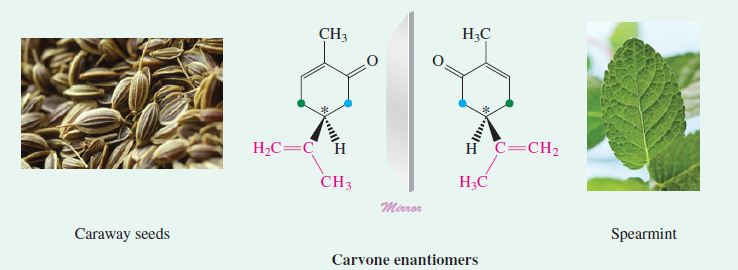 CH₃
H₃C
O
O
*
*
H₂C=C
H
H
C=CH₂
CH₃
H₃C
Mirror
Caraway seeds
Spearmint
Carvone enantiomers